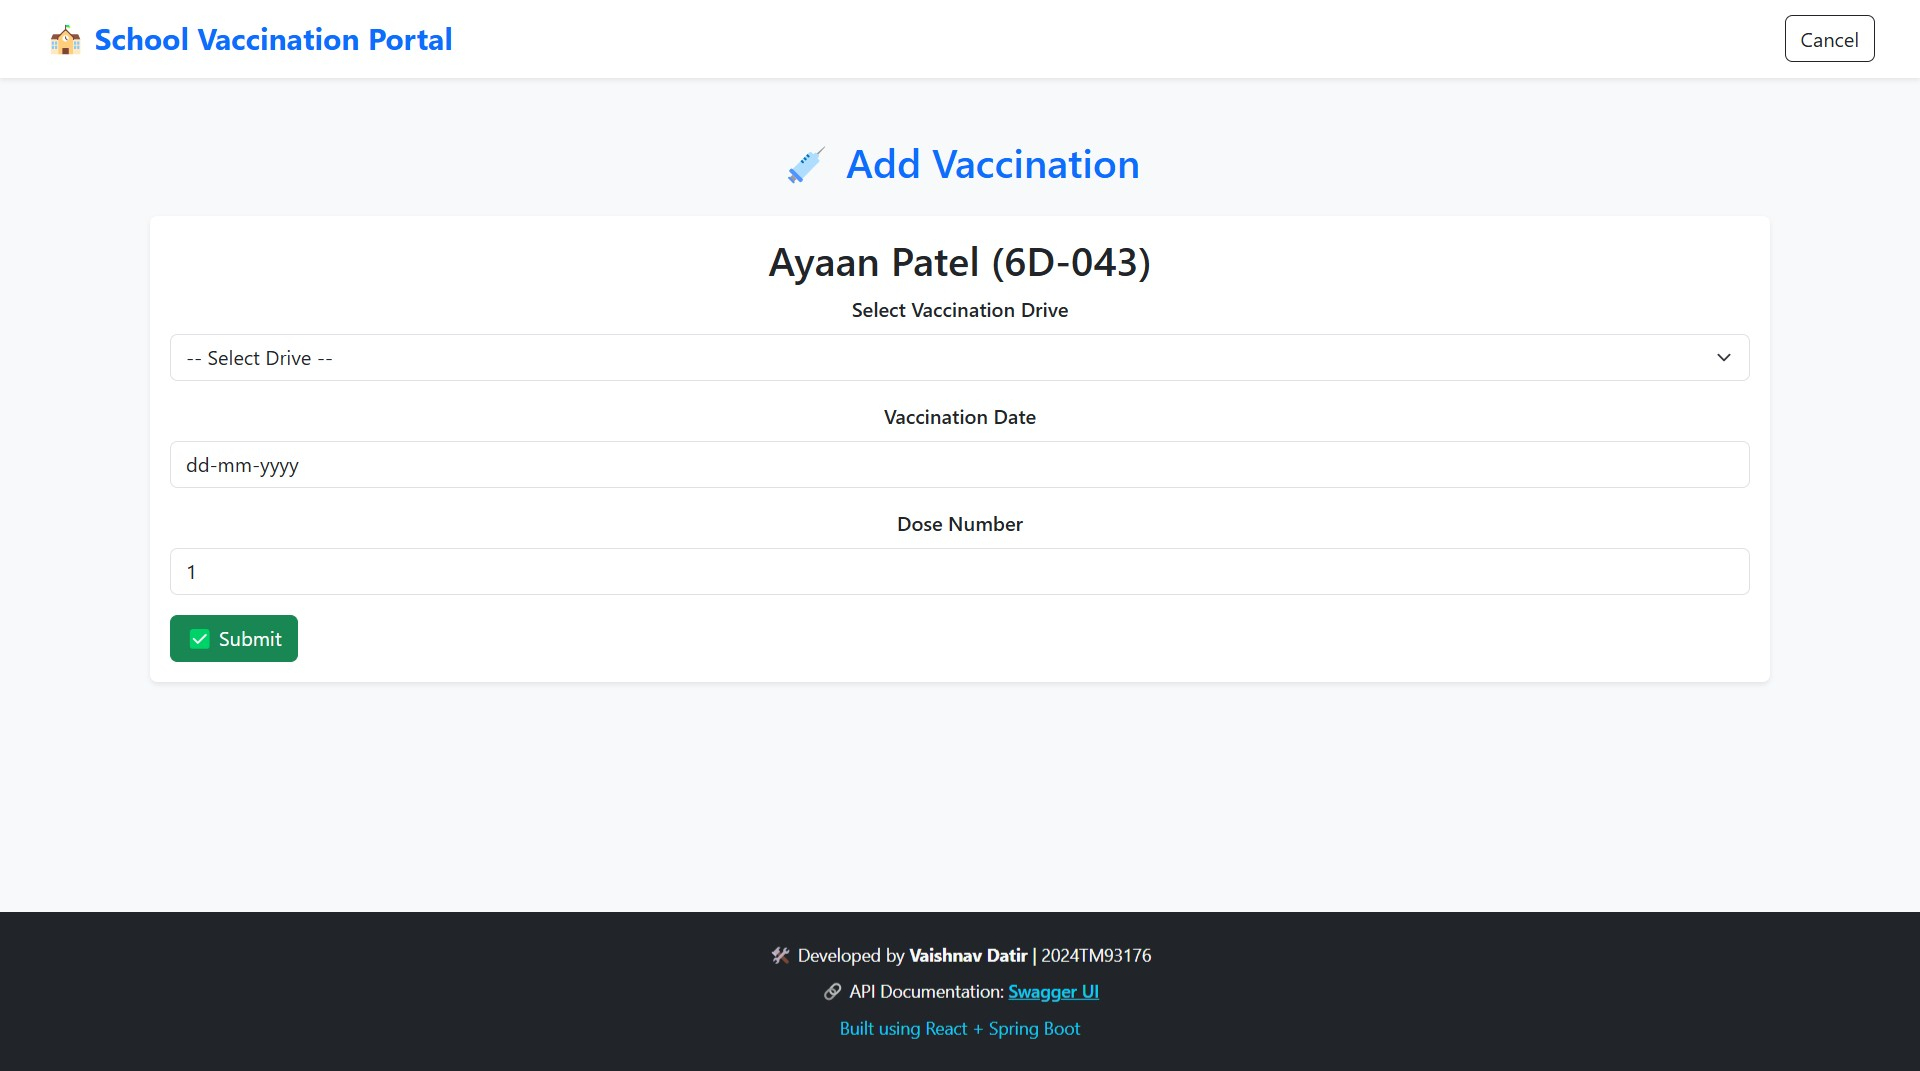 School Vaccination Portal
Cancel
Add Vaccination
Ayaan Patel (6D-043)
Select Vaccination Drive
-- Select Drive --
Vaccination Date
dd-mm-yyyy
Dose Number
1
Submit
Developed by Vaishnav Datir | 2024TM93176
API Documentation: Swagger UI
Built using React + Spring Boot